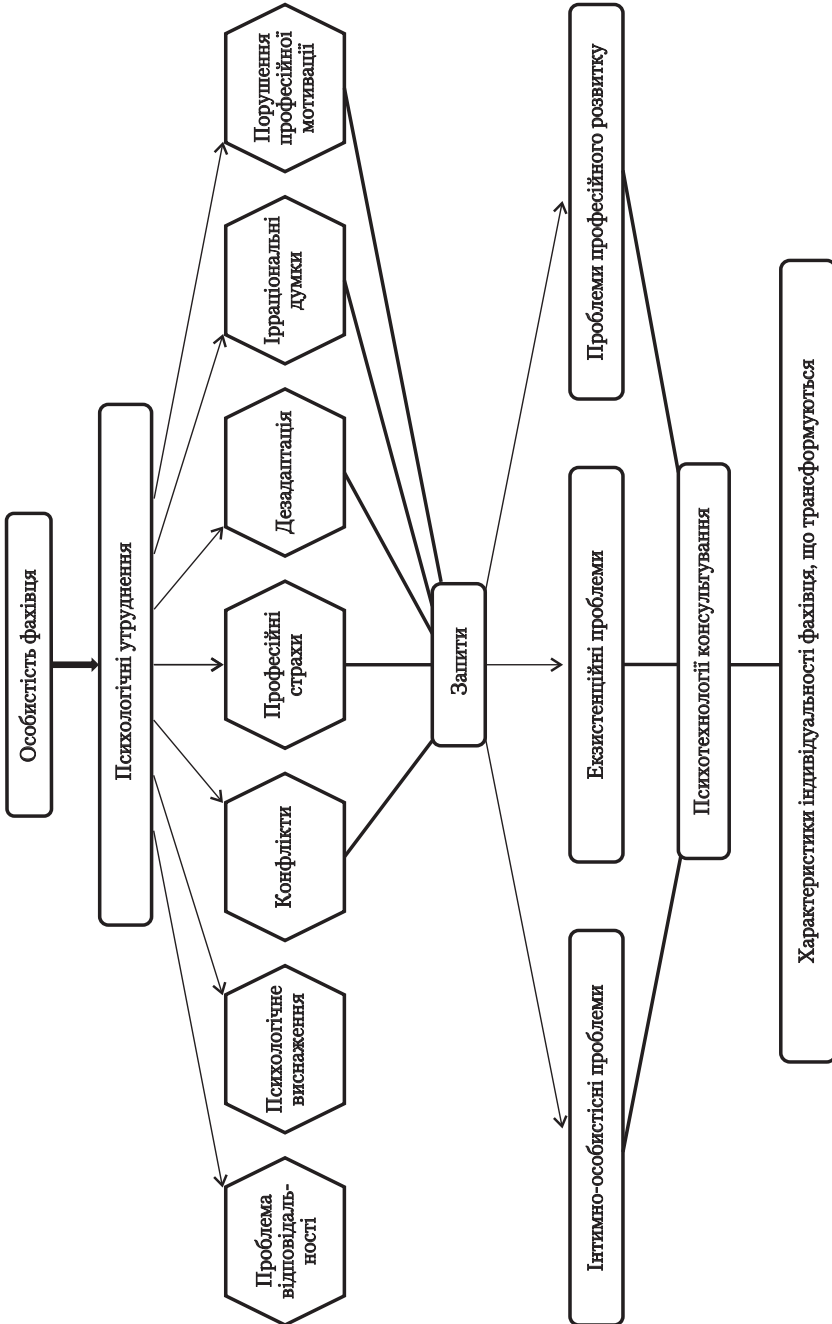 Особистість фахівця
Психологічні утруднення
Проблема
відповідаль-
ності
Психологічне
виснаження
Конфлікти
Професійні
страхи
Дезадаптація
Ірраціональні
думки
Порушення
професійної
мотивації
Запити
Інтимно-особистісні проблеми
Екзистенційні проблеми
Проблеми професійного розвитку
Психотехнології консультування
Характеристики індивідуальності фахівця, що трансформуються